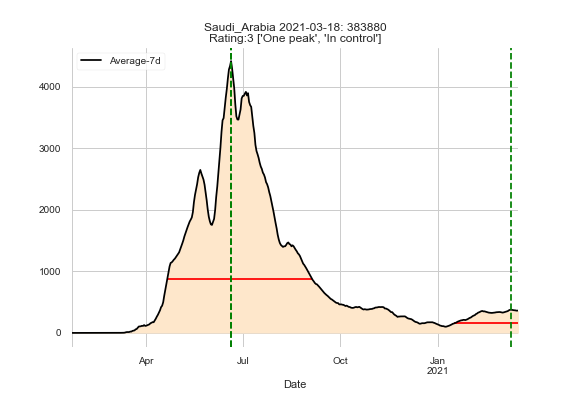 Saudi_Arabia 2021-03-18: 383880
Rating:3 ['One peak', 'In control']
Average-7d
4000
3000
2000
1000
0
Apr
Jul
Oct
Jan
2021
Date